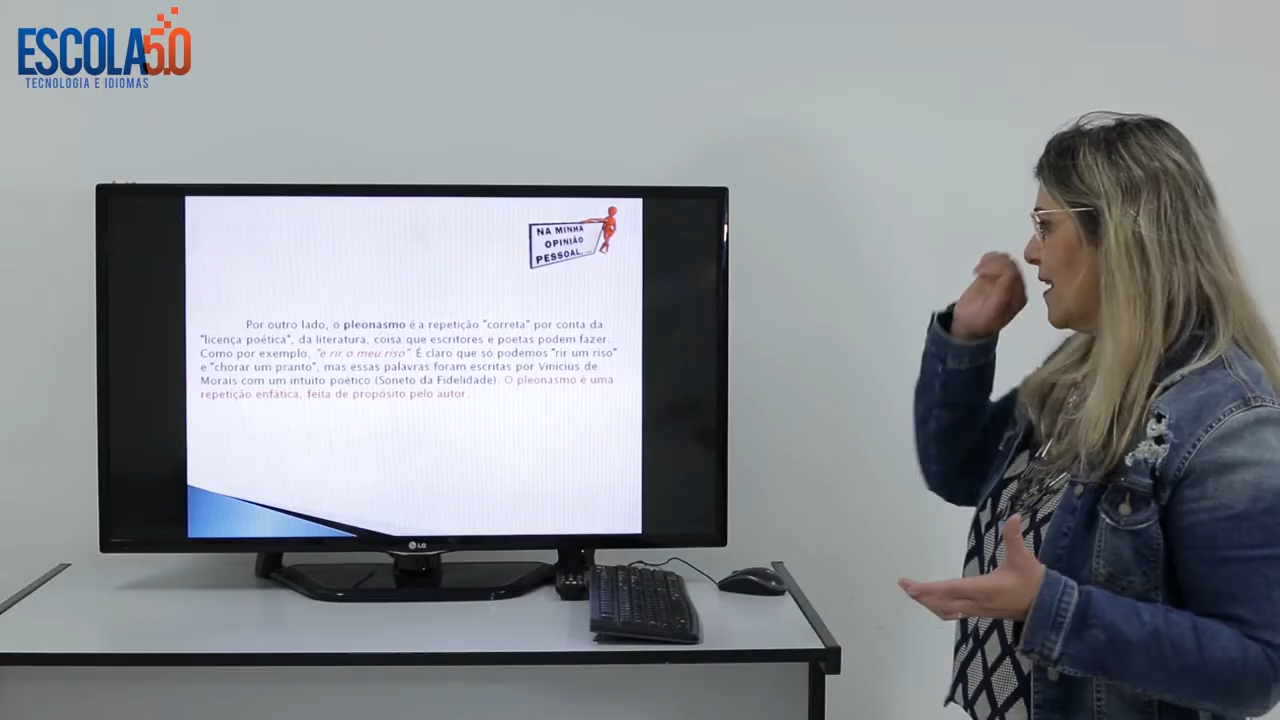 ESCOLA 5.0
TECNOLOGIA E IDIOMAS
NA MINHA
OPINIÃO
PESSOAL...
Por outro lado, o pleonasmo é a repetição "correta" por conta da
"licença poética", da literatura, coisa que escritores e poetas podem fazer.
Como por exemplo, "e rir o meu riso". É claro que só podemos "rir um riso"
e "chorar um pranto", mas essas palavras foram escritas por Vinicius de
Morais com um intuito poético (Soneto da Fidelidade). O pleonasmo é uma
repetição enfática, feita de propósito pelo autor.
LG